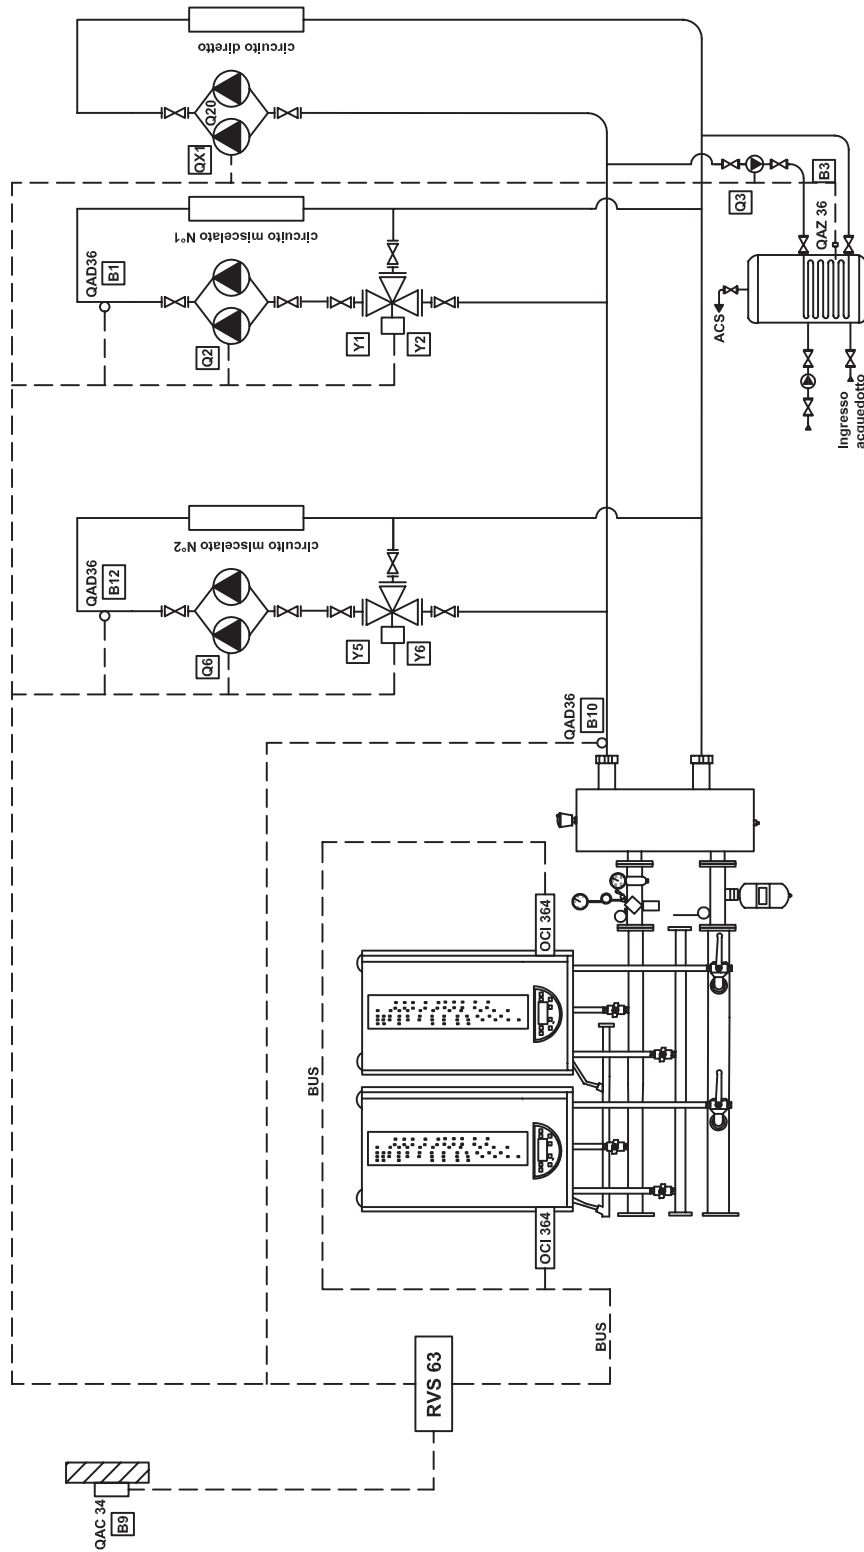 circuito diretto
Q20
QX1
circuito miscelato N°1
QAD36
B1
Q2
Y1
Y2
Q3
B3
QAZ 36
ACS
Ingresso
acquedotto
circuito miscelato N°2
QAD36
B12
Q6
Y5
Y6
QAD36
B10
OCI 364
BUS
OCI 364
BUS
RVS 63
QAC 34
B9